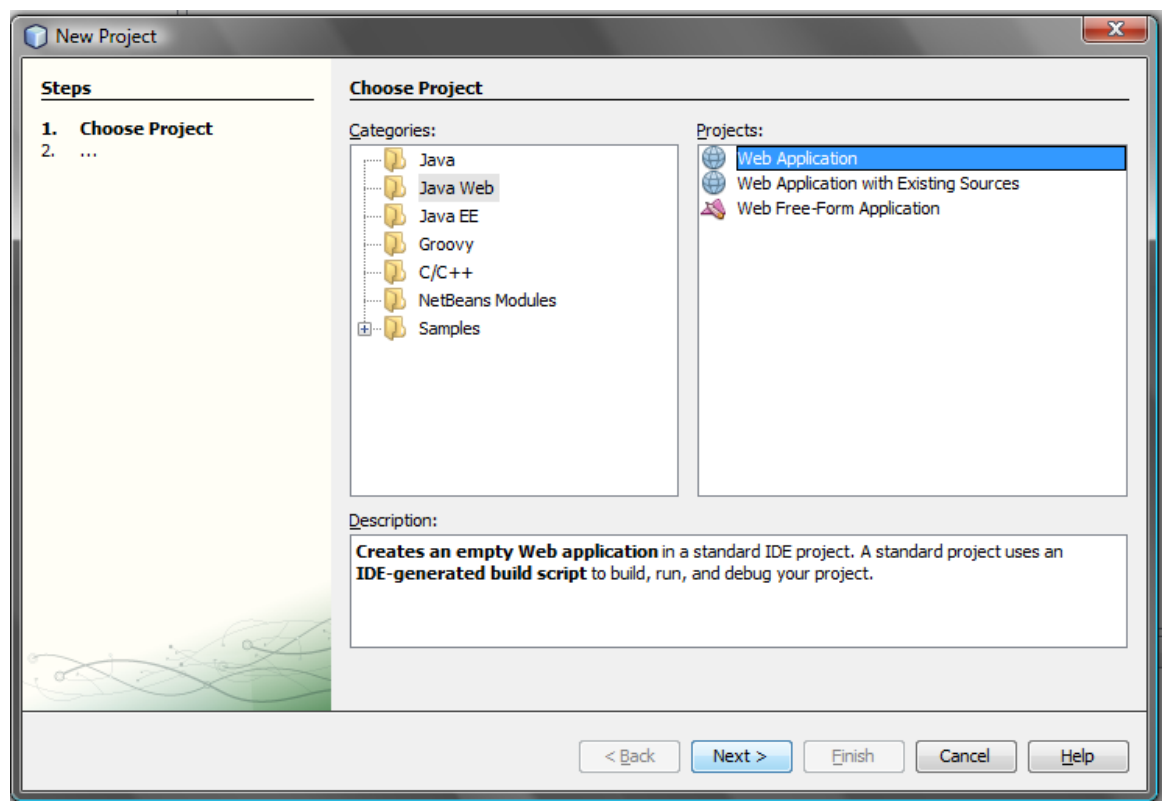 New Project
Steps
1. Choose Project
2. ...
Choose Project
Categories:
Java
Java Web
Java EE
Groovy
C/C++
NetBeans Modules
Samples
Projects:
Web Application
Web Application with Existing Sources
Web Free-Form Application
Description:
Creates an empty Web application in a standard IDE project. A standard project uses an
IDE-generated build script to build, run, and debug your project.
< Back
Next >
Finish
Cancel
Help